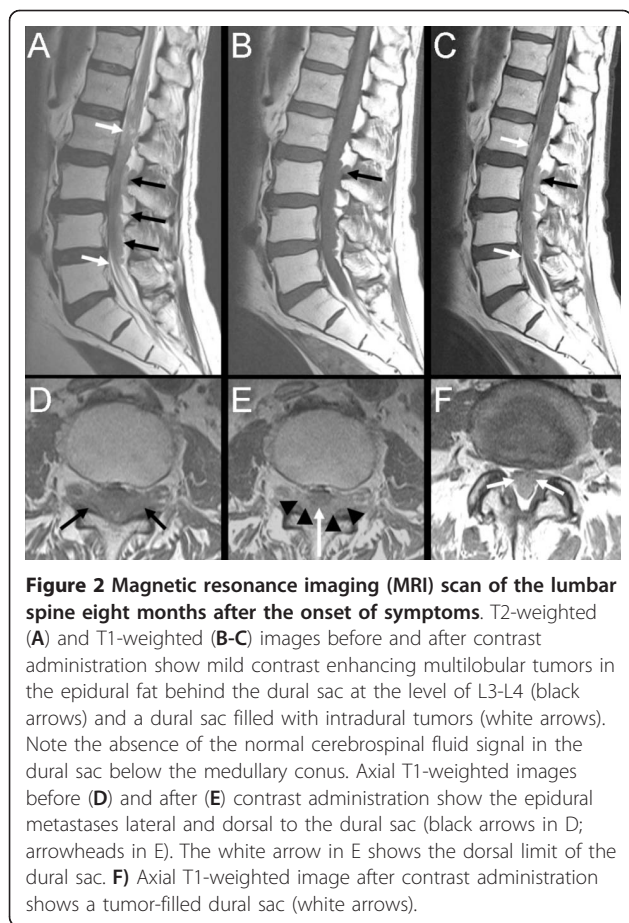 A
B
C
D
E
F
Figure 2 Magnetic resonance imaging (MRI) scan of the lumbar
spine eight months after the onset of symptoms. T2-weighted
(A) and T1-weighted (B-C) images before and after contrast
administration show mild contrast enhancing multilobular tumors in
the epidural fat behind the dural sac at the level of L3-L4 (black
arrows) and a dural sac filled with intradural tumors (white arrows).
Note the absence of the normal cerebrospinal fluid signal in the
dural sac below the medullary conus. Axial T1-weighted images
before (D) and after (E) contrast administration show the epidural
metastases lateral and dorsal to the dural sac (black arrows in D;
arrowheads in E). The white arrow in E shows the dorsal limit of the
dural sac. F) Axial T1-weighted image after contrast administration
shows a tumor-filled dural sac (white arrows).